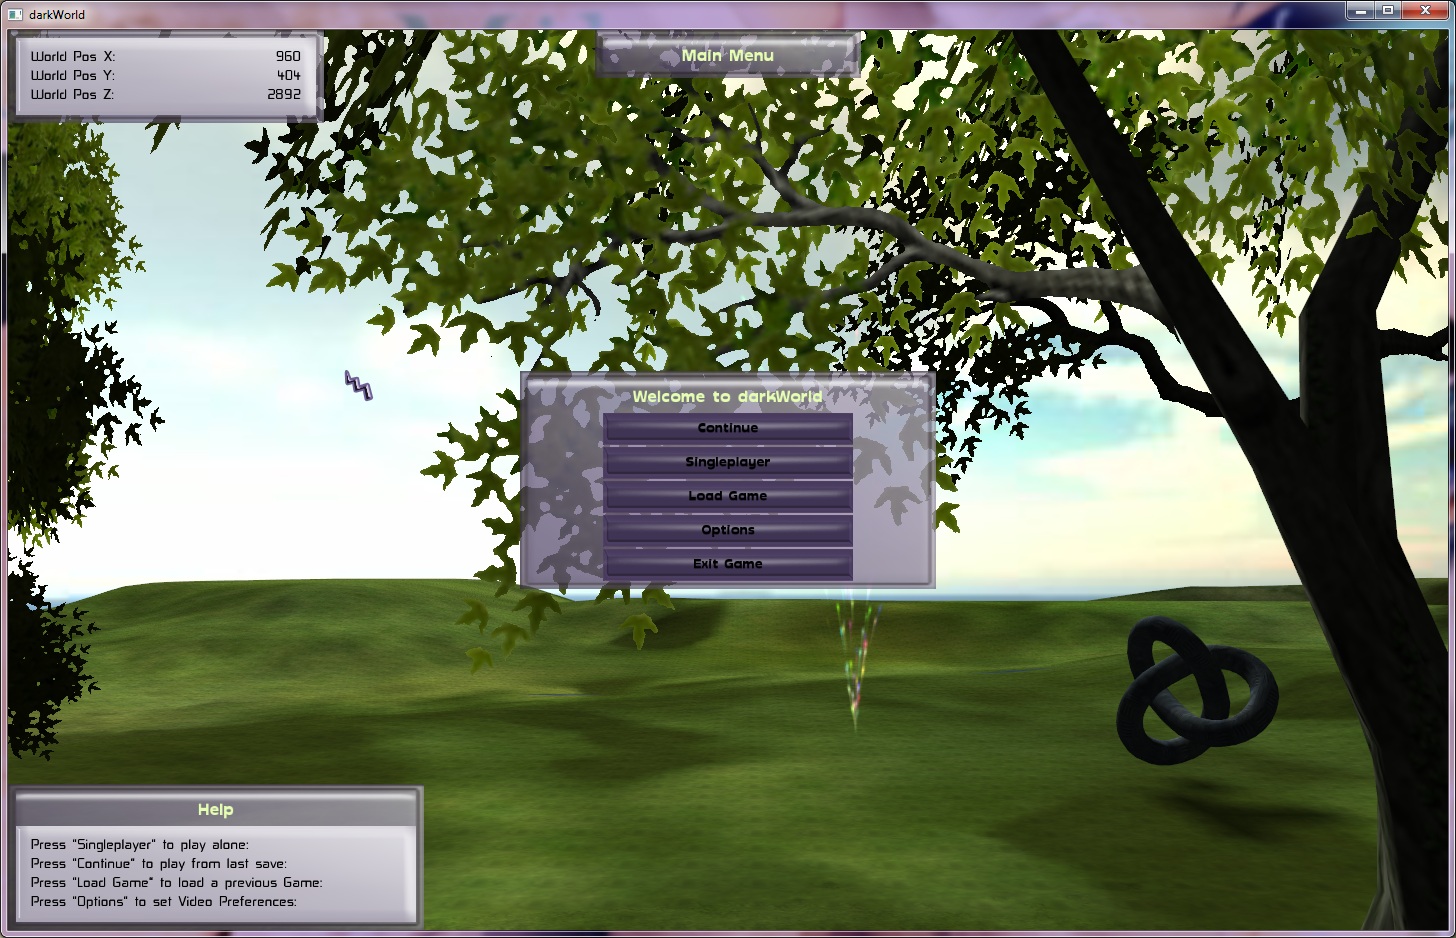 darkWorld
World Pos X: 960
World Pos Y: 404
World Pos Z: 2892
Main Menu
Welcome to darkWorld
Continue
Singleplayer
Load Game
Options
Exit Game
Help
Press "Singleplayer" to play alone:
Press "Continue" to play from last save:
Press "Load Game" to load a previous Game:
Press "Options" to set Video Preferences: